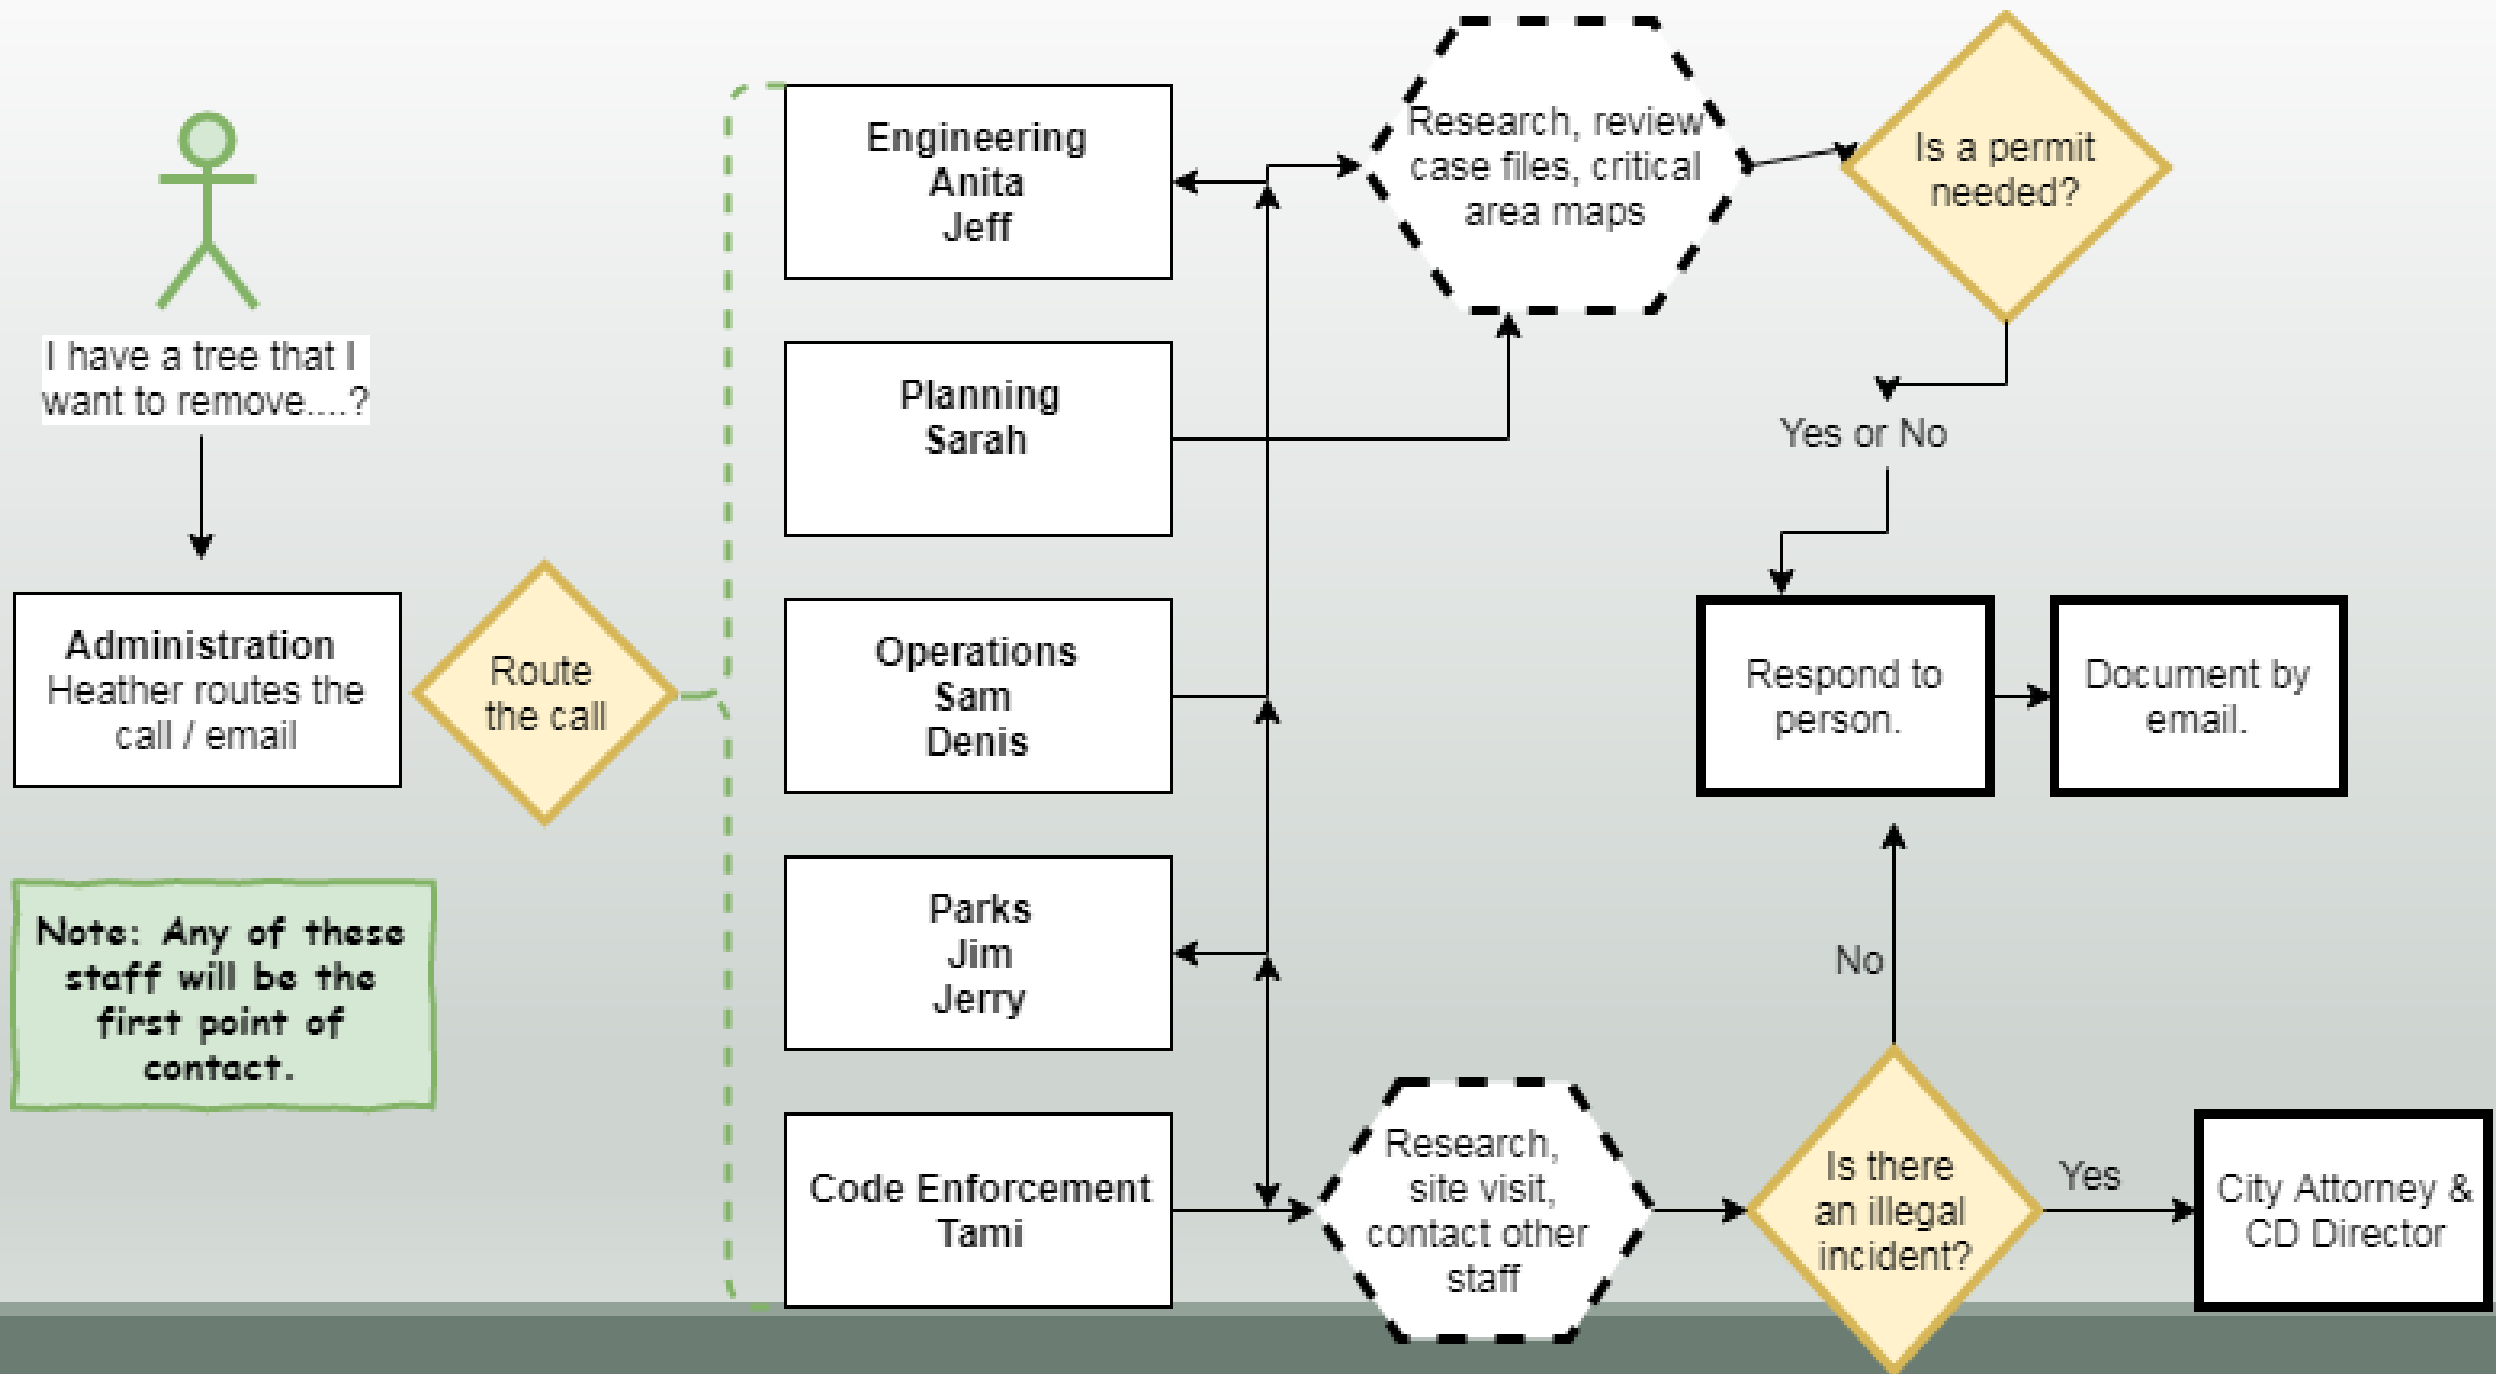 I have a tree that I
want to remove....?
Administration
Heather routes the
call / email
Note: Any of these
staff will be the
first point of
contact.
Route
the call
Engineering
Anita
Jeff
Planning
Sarah
Operations
Sam
Denis
Parks
Jim
Jerry
Code Enforcement
Tami
Research, review
case files, critical
area maps
Is a permit
needed?
Yes or No
Respond to
person.
Document by
email.
No
Research,
site visit,
contact other
staff
Is there
an illegal
incident?
Yes
City Attorney &
CD Director